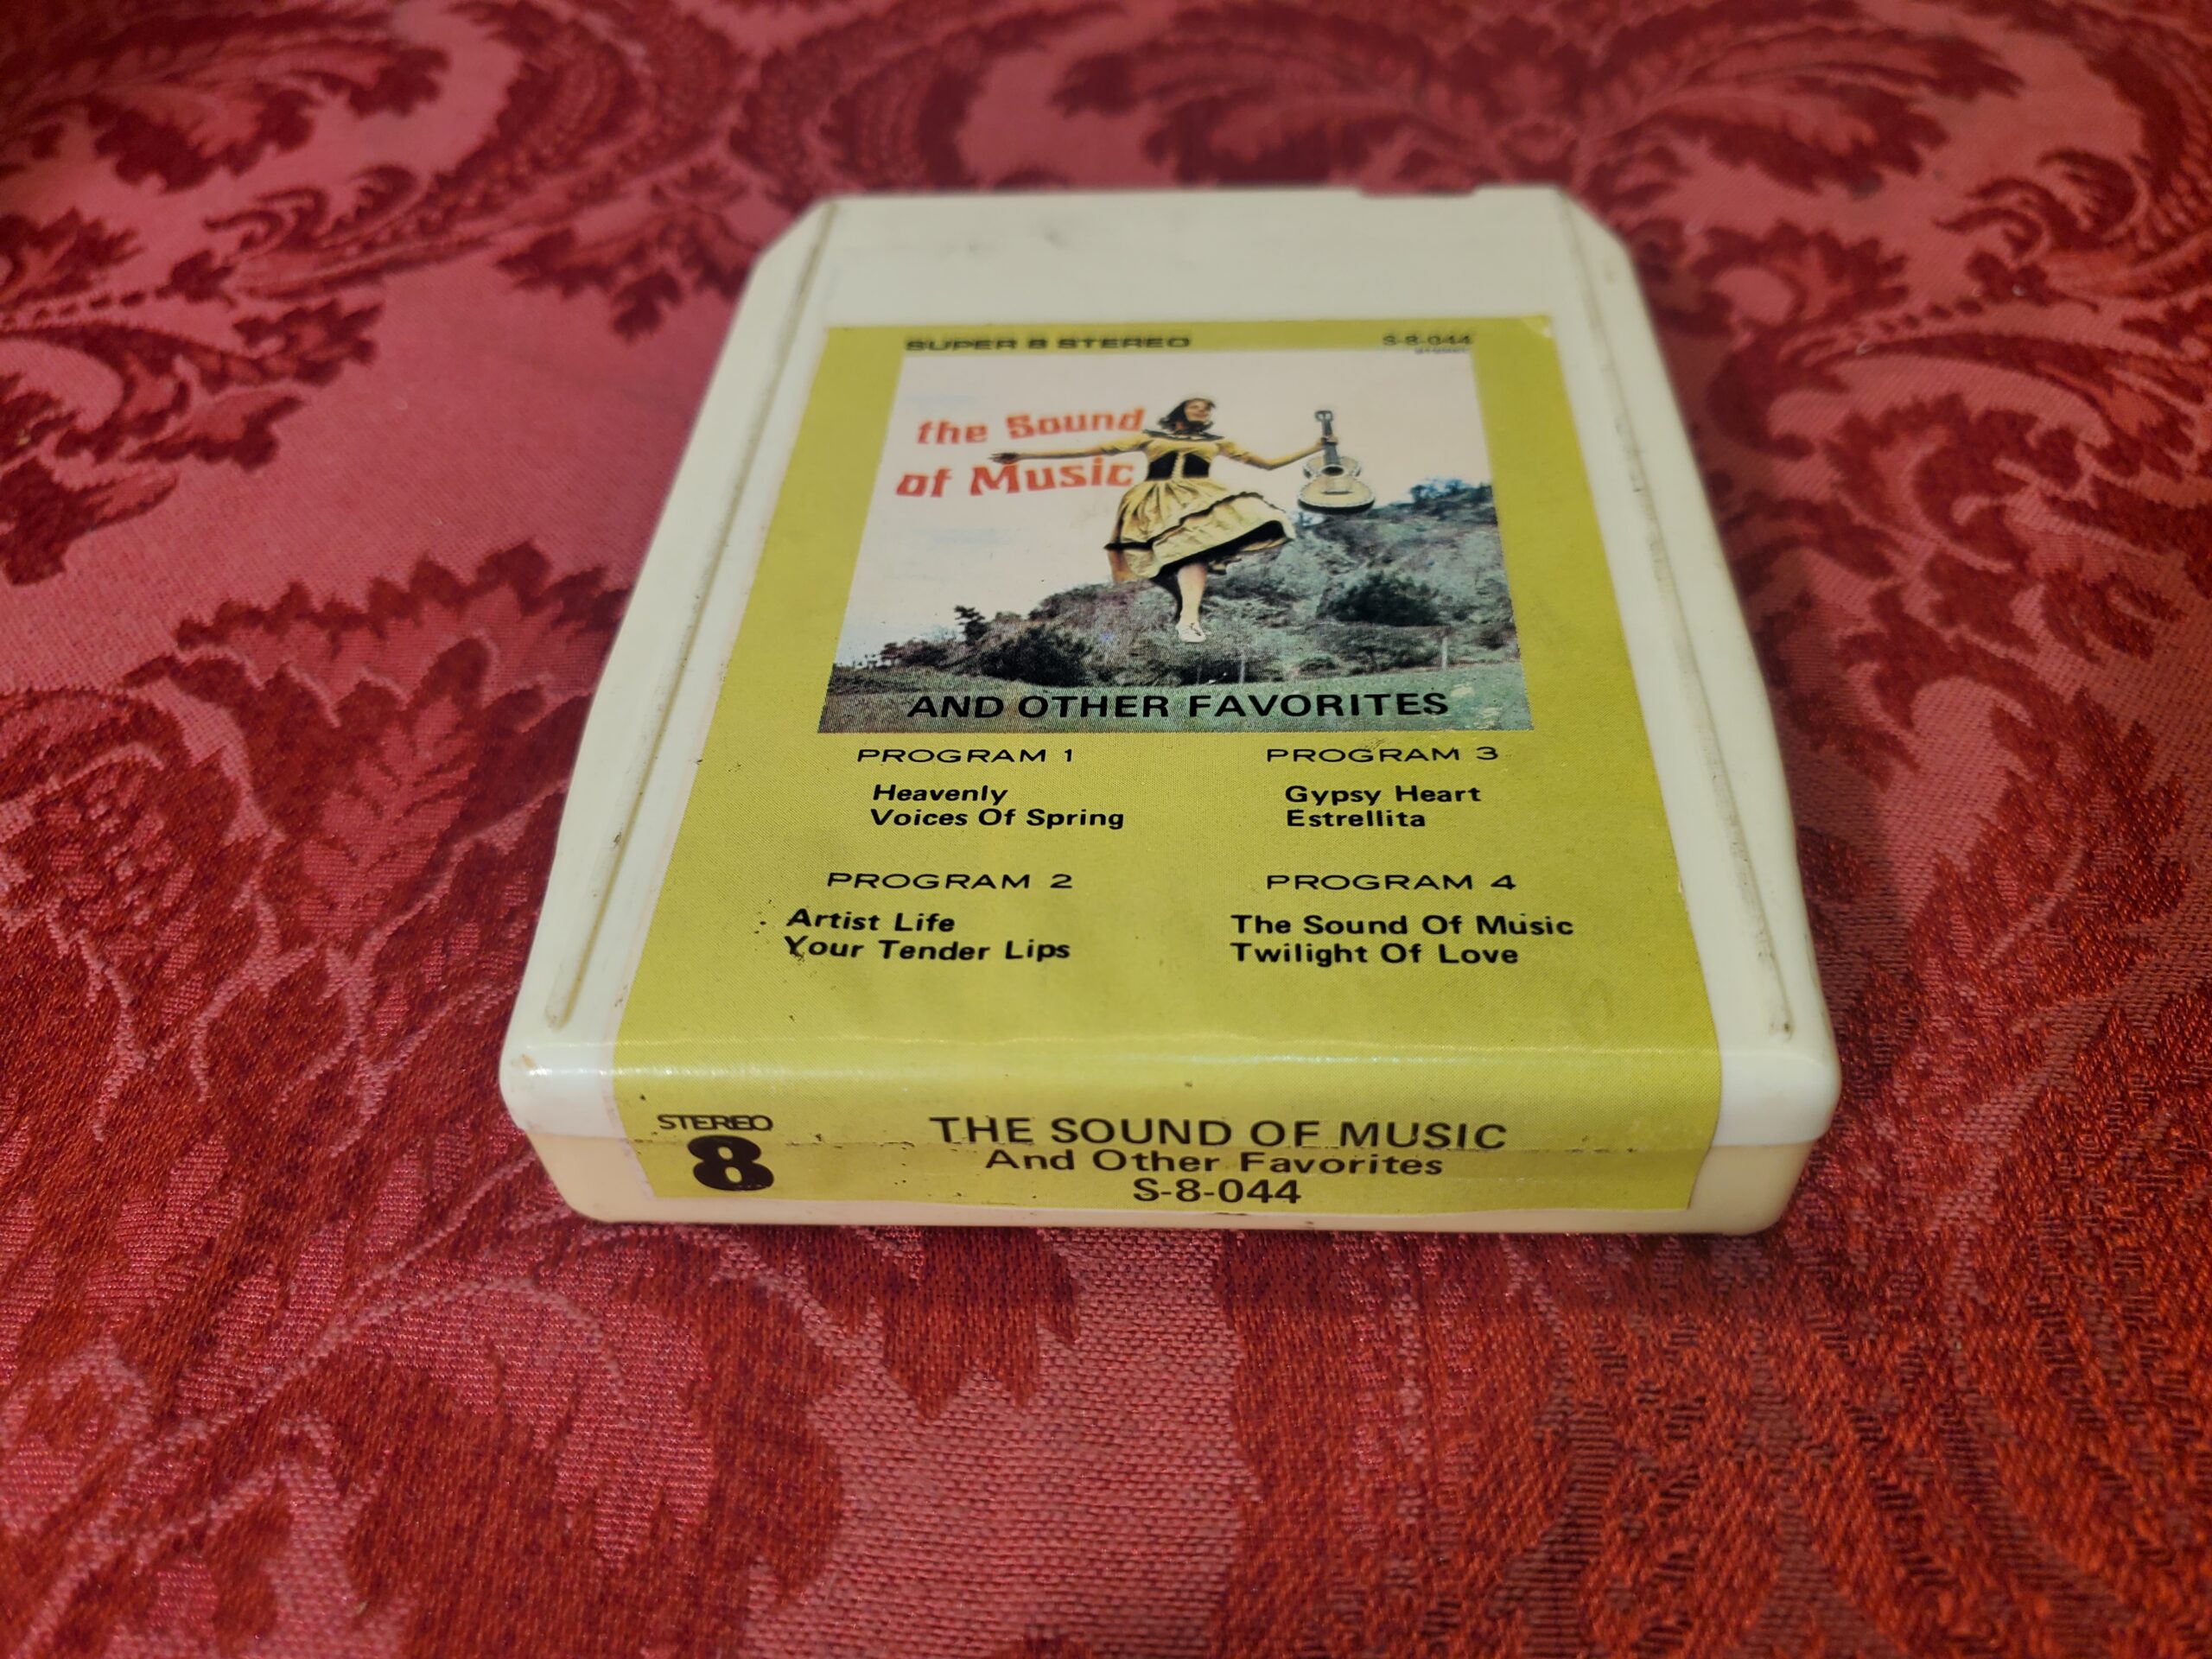 SUPER 8 STEREO
S-8-044
the Sound
of Music
AND OTHER FAVORITES
PROGRAM 1
Heavenly
Voices Of Spring
PROGRAM 2
Artist Life
Your Tender Lips
PROGRAM 3
Gypsy Heart
Estrellita
PROGRAM 4
The Sound Of Music
Twilight Of Love
STEREO
8
THE SOUND OF MUSIC
And Other Favorites
S-8-044